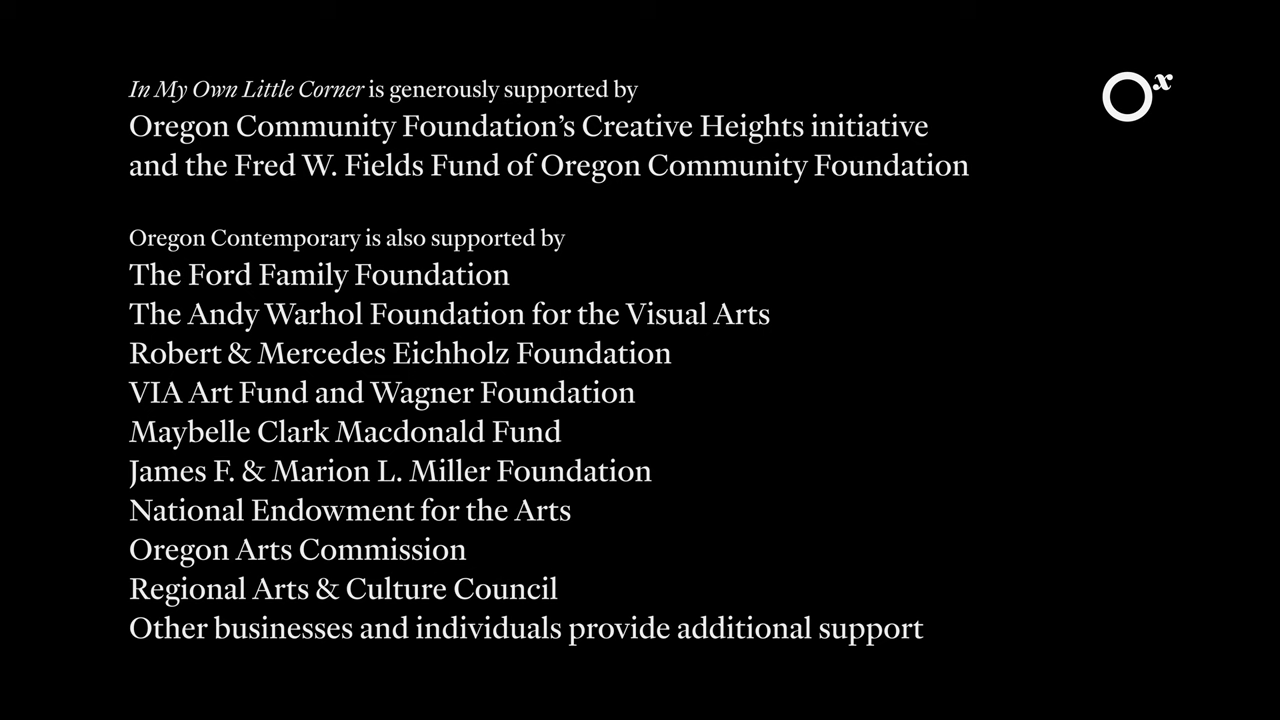 In My Own Little Corner is generously supported by
Oregon Community Foundation’s Creative Heights initiative
and the Fred W. Fields Fund of Oregon Community Foundation
Ox
Oregon Contemporary is also supported by
The Ford Family Foundation
The Andy Warhol Foundation for the Visual Arts
Robert & Mercedes Eichholz Foundation
VIA Art Fund and Wagner Foundation
Maybelle Clark Macdonald Fund
James F. & Marion L. Miller Foundation
National Endowment for the Arts
Oregon Arts Commission
Regional Arts & Culture Council
Other businesses and individuals provide additional support